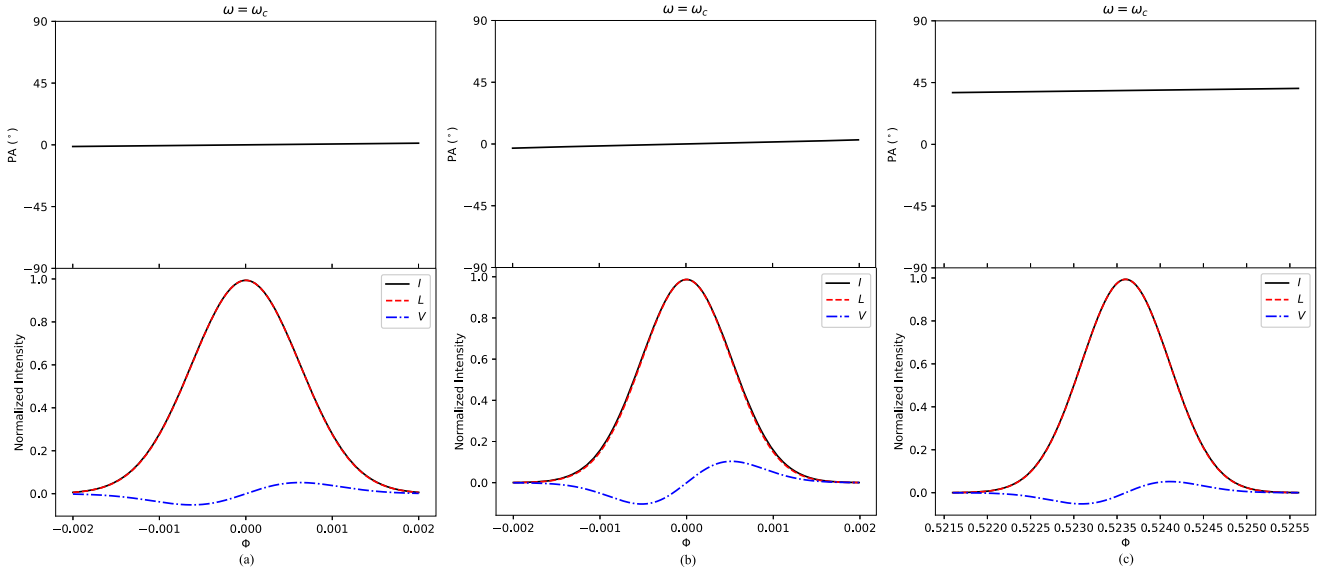 ω = ω_c
PA (°)
90
45
0
−45
−90
Normalized Intensity
1.0
0.8
0.6
0.4
0.2
0.0
I
L
V
−0.002
−0.001
0.000
0.001
0.002
Φ
(a)
ω = ω_c
PA (°)
90
45
0
−45
−90
Normalized Intensity
1.0
0.8
0.6
0.4
0.2
0.0
I
L
V
−0.002
−0.001
0.000
0.001
0.002
Φ
(b)
ω = ω_c
PA (°)
90
45
0
−45
−90
Normalized Intensity
1.0
0.8
0.6
0.4
0.2
0.0
I
L
V
0.5215
0.5220
0.5225
0.5230
0.5235
0.5240
0.5245
0.5250
0.5255
Φ
(c)